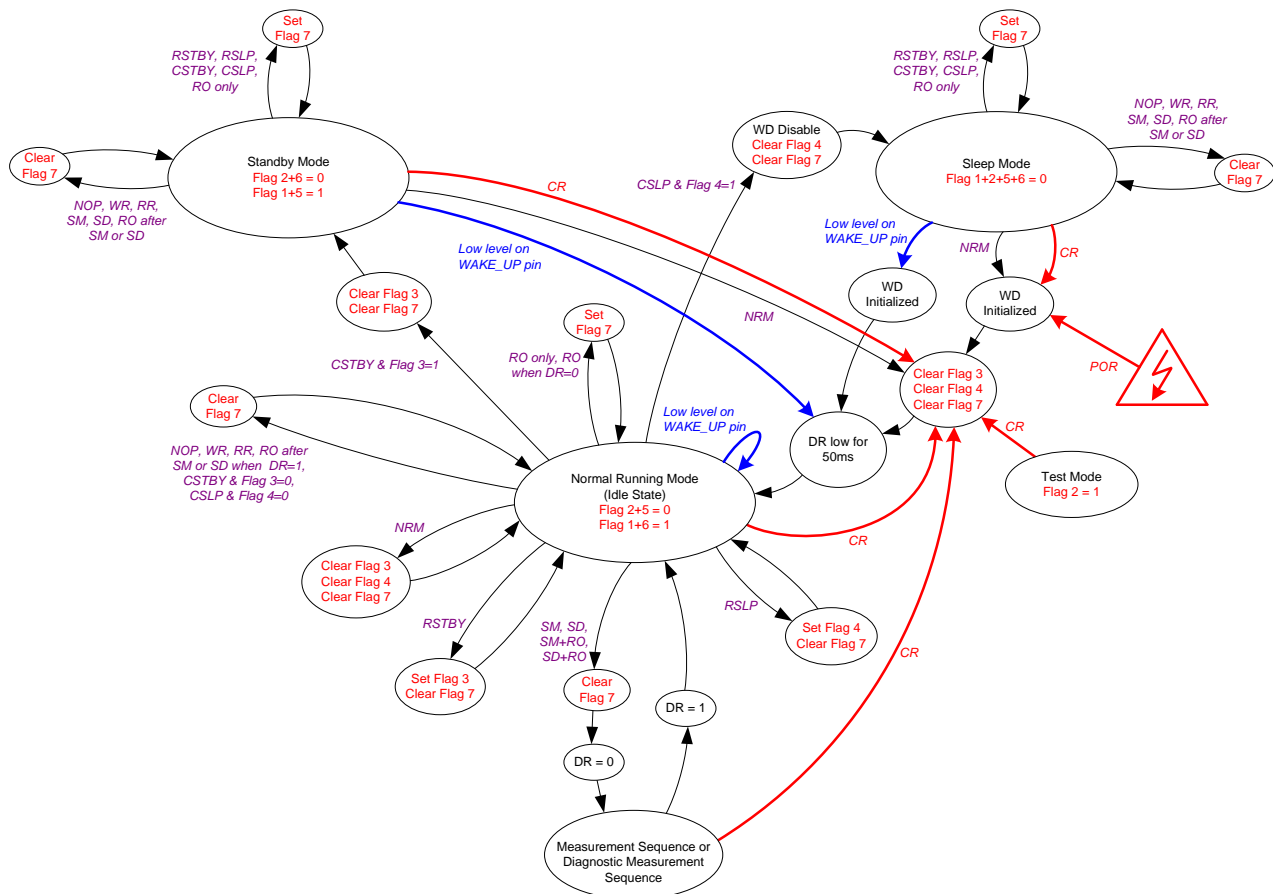 Set
Flag 7
RSTBY, RSLP,
CSTBY, CSLP,
RO only
Clear
Flag 7
NOP, WR, RR,
SM, SD, RO after
SM or SD
Standby Mode
Flag 2+6 = 0
Flag 1+5 = 1
Set
Flag 7
RSTBY, RSLP,
CSTBY, CSLP,
RO only
WD Disable
Clear Flag 4
Clear Flag 7
Sleep Mode
Flag 1+2+5+6 = 0
NOP, WR, RR,
SM, SD, RO after
SM or SD
Clear
Flag 7
CR
CSLP & Flag 4=1
Low level on
WAKE_UP pin
Low level on
WAKE_UP pin
NRM
CR
WD
Initialized
WD
Initialized
Clear Flag 3
Clear Flag 7
Set
Flag 7
NRM
CSTBY & Flag 3=1
RO only, RO
when DR=0
POR
Clear Flag 3
Clear Flag 4
Clear Flag 7
Clear
Flag 7
NOP, WR, RR, RO after
SM or SD when DR=1,
CSTBY & Flag 3=0,
CSLP & Flag 4=0
Low level on
WAKE_UP pin
DR low for
50ms
CR
Test Mode
Flag 2 = 1
Normal Running Mode
(Idle State)
Flag 2+5 = 0
Flag 1+6 = 1
NRM
CR
Clear Flag 3
Clear Flag 4
Clear Flag 7
RSTBY
SM, SD,
SM+RO,
SD+RO
RSLP
Set Flag 4
Clear Flag 7
CR
Set Flag 3
Clear Flag 7
Clear
Flag 7
DR = 1
DR = 0
Measurement Sequence or
Diagnostic Measurement
Sequence